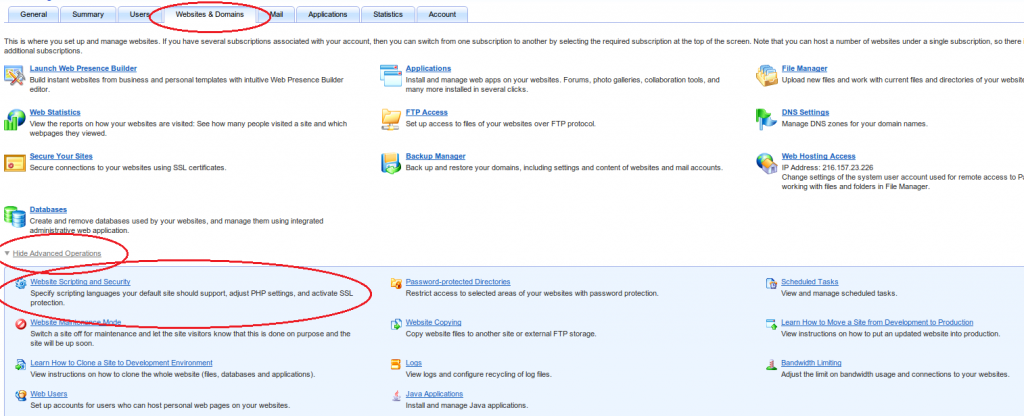 General Summary Users Websites & Domains Mail Applications Statistics Account
This is where you set up and manage websites. If you have several subscriptions associated with your account, then you can switch from one subscription to another by selecting the required subscription at the top of the screen. Note that you can host a number of websites under a single subscription, so there i
additional subscriptions.
Launch Web Presence Builder
Build instant websites from business and personal templates with intuitive Web Presence Builder
editor.
Applications
Install and manage web apps on your websites. Forums, photo galleries, collaboration tools, and
many more installed in several clicks.
File Manager
Upload new files and work with current files and directories of your website
Web Statistics
View the reports on how your websites are visited: See how many people visited a site and which
webpages they viewed.
FTP Access
Set up access to files of your websites over FTP protocol.
DNS Settings
Manage DNS zones for your domain names.
Secure Your Sites
Secure connections to your websites using SSL certificates.
Backup Manager
Back up and restore your domains, including settings and content of websites and mail accounts.
Web Hosting Access
IP Address: 216.157.23.226
Change settings of the system user account used for remote access to Pa
working with files and folders in File Manager.
Databases
Create and remove databases used by your websites, and manage them using integrated
administrative web application.
Hide Advanced Operations
Website Scripting and Security
Specify scripting languages your default site should support, adjust PHP settings, and activate SSL
protection.
Password-protected Directories
Restrict access to selected areas of your websites with password protection.
Scheduled Tasks
View and manage scheduled tasks.
Website Maintenance Mode
Switch a site off for maintenance and let the site visitors know that this is done on purpose and the
site will be up soon.
Website Copying
Copy website files to another site or external FTP storage.
Learn How to Move a Site from Development to Production
View instructions on how to put an updated website into production.
Learn How to Clone a Site to Development Environment
View instructions on how to clone the whole website (files, databases and applications).
Logs
View logs and configure recycling of log files.
Bandwidth Limiting
Adjust the limit on bandwidth usage and connections to your websites.
Web Users
Set up accounts for users who can host personal web pages on your websites.
Java Applications
Install and manage Java applications.